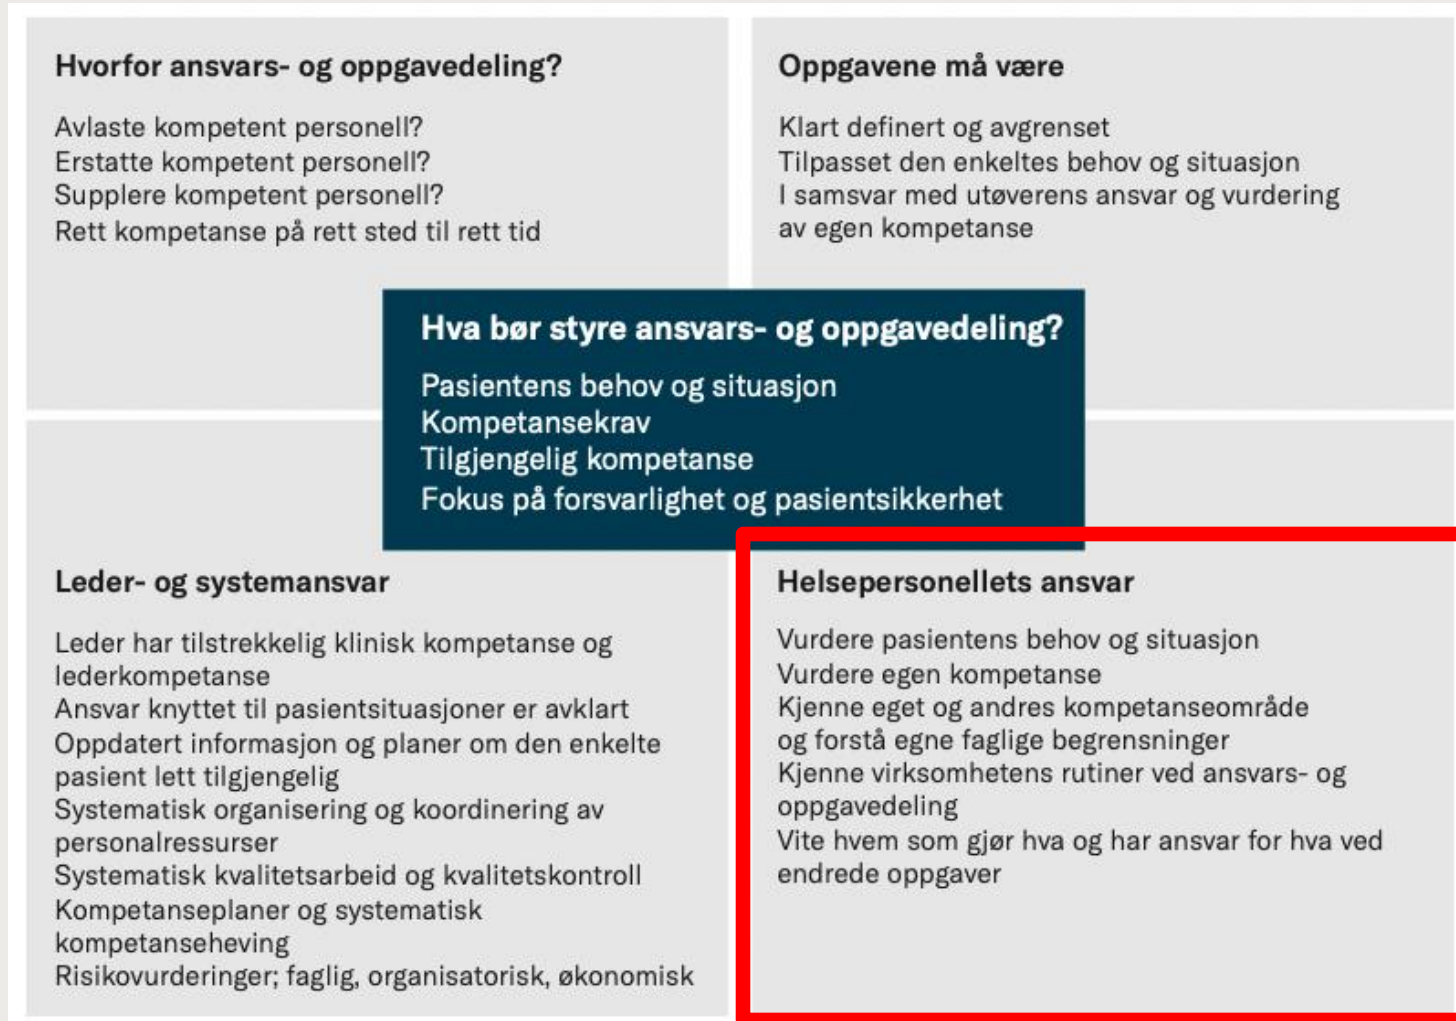 Hvorfor ansvars- og oppgavedeling?
Avlaste kompetent personell?
Erstatte kompetent personell?
Supplere kompetent personell?
Rett kompetanse på rett sted til rett tid
Oppgavene må være
Klart definert og avgrenset
Tilpasset den enkeltes behov og situasjon
I samsvar med utøverens ansvar og vurdering
av egen kompetanse
Hva bør styre ansvars- og oppgavedeling?
Pasientens behov og situasjon
Kompetansekrav
Tilgjengelig kompetanse
Fokus på forsvarlighet og pasientsikkerhet
Leder- og systemansvar
Leder har tilstrekkelig klinisk kompetanse og
lederkompetanse
Ansvar knyttet til pasientsituasjoner er avklart
Oppdatert informasjon og planer om den enkelte
pasient lett tilgjengelig
Systematisk organisering og koordinering av
personalressurser
Systematisk kvalitetsarbeid og kvalitetskontroll
Kompetanseplaner og systematisk
kompetanseheving
Risikovurderinger; faglig, organisatorisk, økonomisk
Helsepersonellets ansvar
Vurdere pasientens behov og situasjon
Vurdere egen kompetanse
Kjenne eget og andres kompetanseområde
og forstå egne faglige begrensninger
Kjenne virksomhetens rutiner ved ansvars- og
oppgavedeling
Vite hvem som gjør hva og har ansvar for hva ved
endrede oppgaver